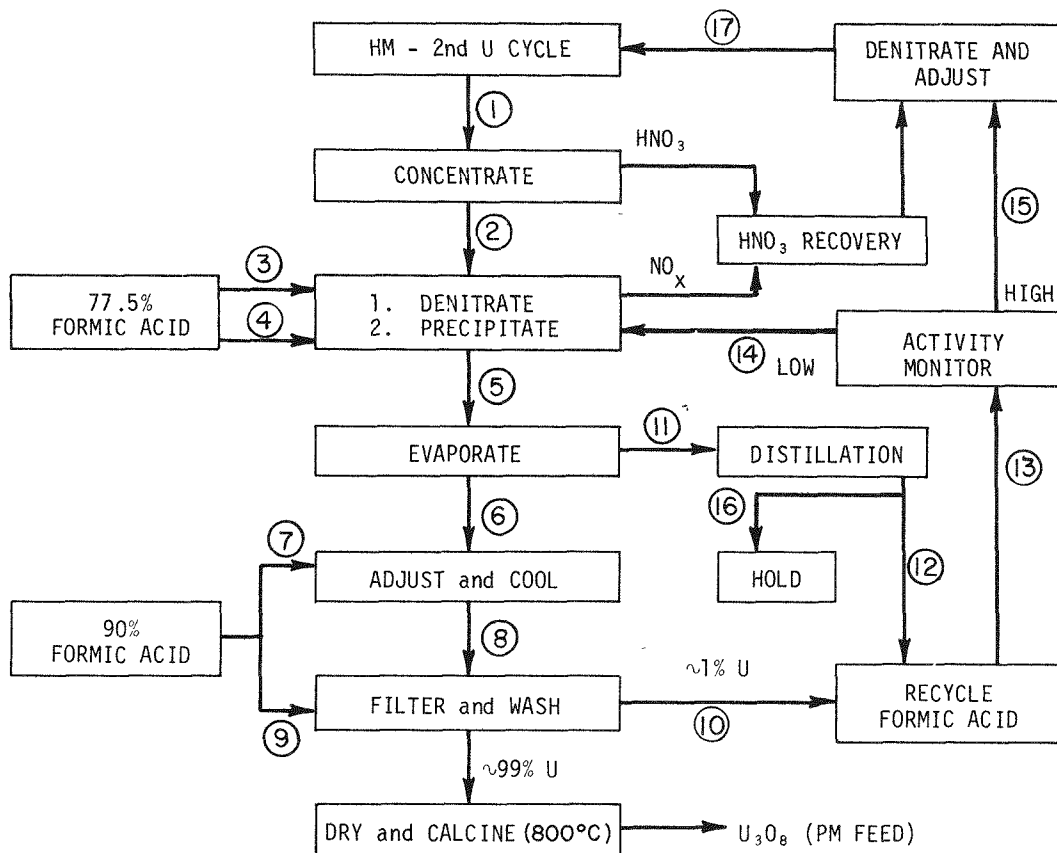 HM - 2nd U CYCLE
17
DENITRATE AND
ADJUST
1
HNO₃
CONCENTRATE
2
15
HNO₃ RECOVERY
3
NOₓ
HIGH
77.5%
FORMIC ACID
4
1. DENITRATE
2. PRECIPITATE
14
LOW
ACTIVITY
MONITOR
5
11
EVAPORATE
DISTILLATION
13
6
16
7
12
ADJUST and COOL
HOLD
90%
FORMIC ACID
8
~1% U
FILTER and WASH
10
RECYCLE
FORMIC ACID
9
~99% U
DRY and CALCINE (800°C)
U₃O₈ (PM FEED)